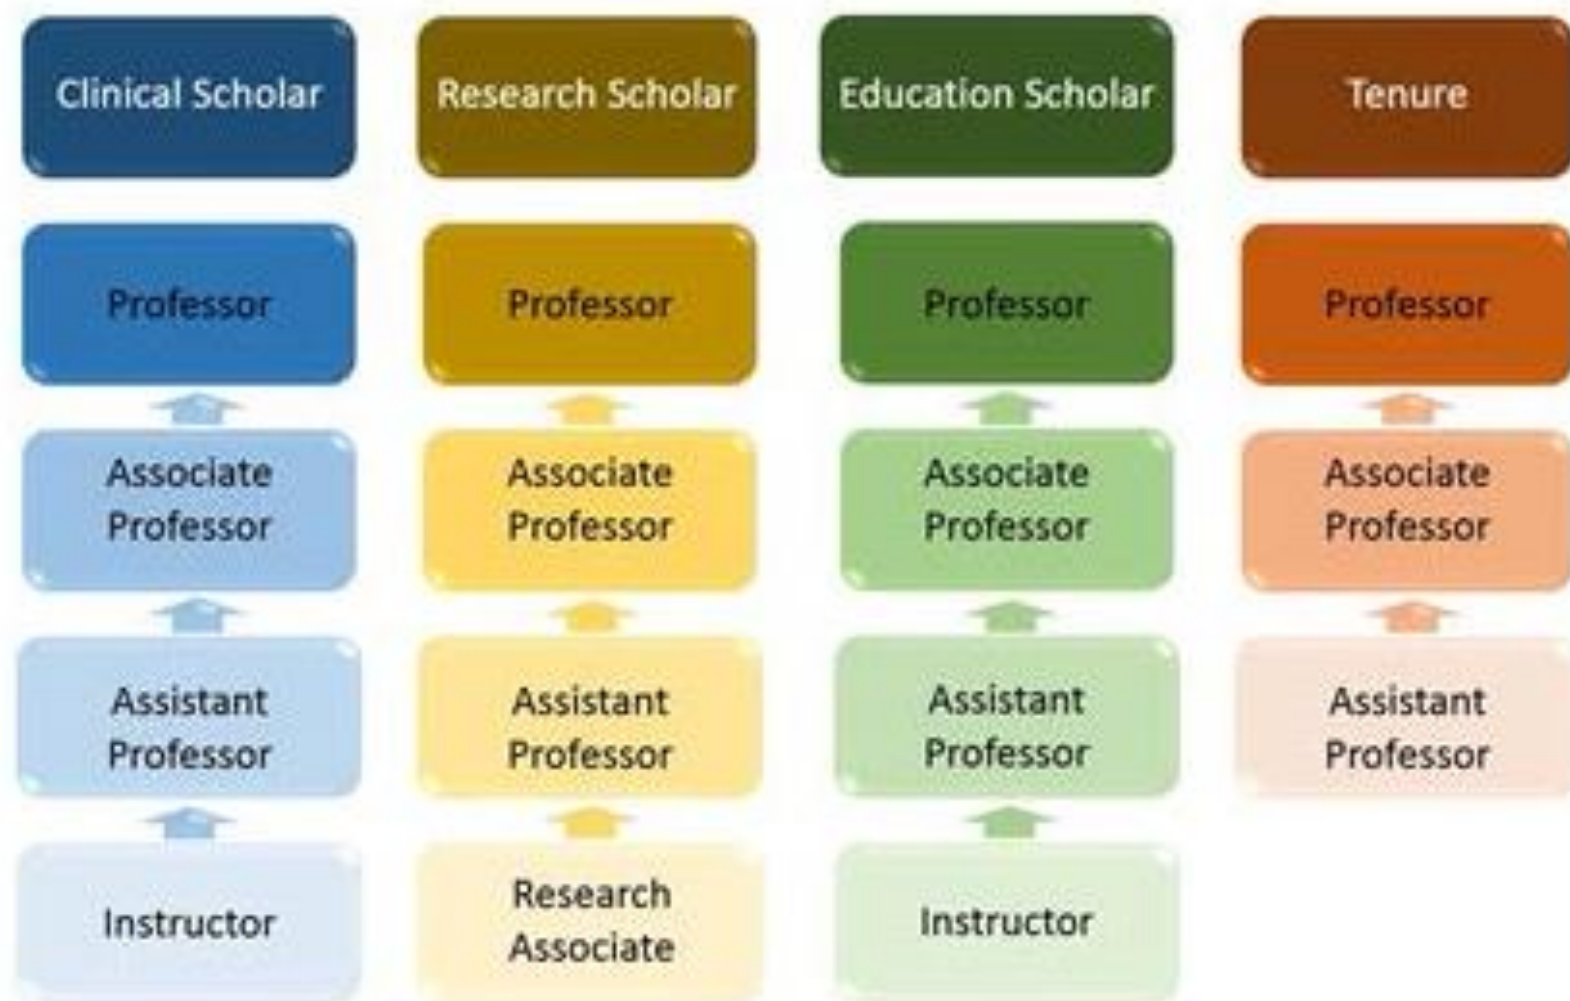 Clinical Scholar
Research Scholar
Education Scholar
Tenure
Professor
Professor
Professor
Professor
Associate
Professor
Associate
Professor
Associate
Professor
Associate
Professor
Assistant
Professor
Assistant
Professor
Assistant
Professor
Assistant
Professor
Instructor
Research
Associate
Instructor